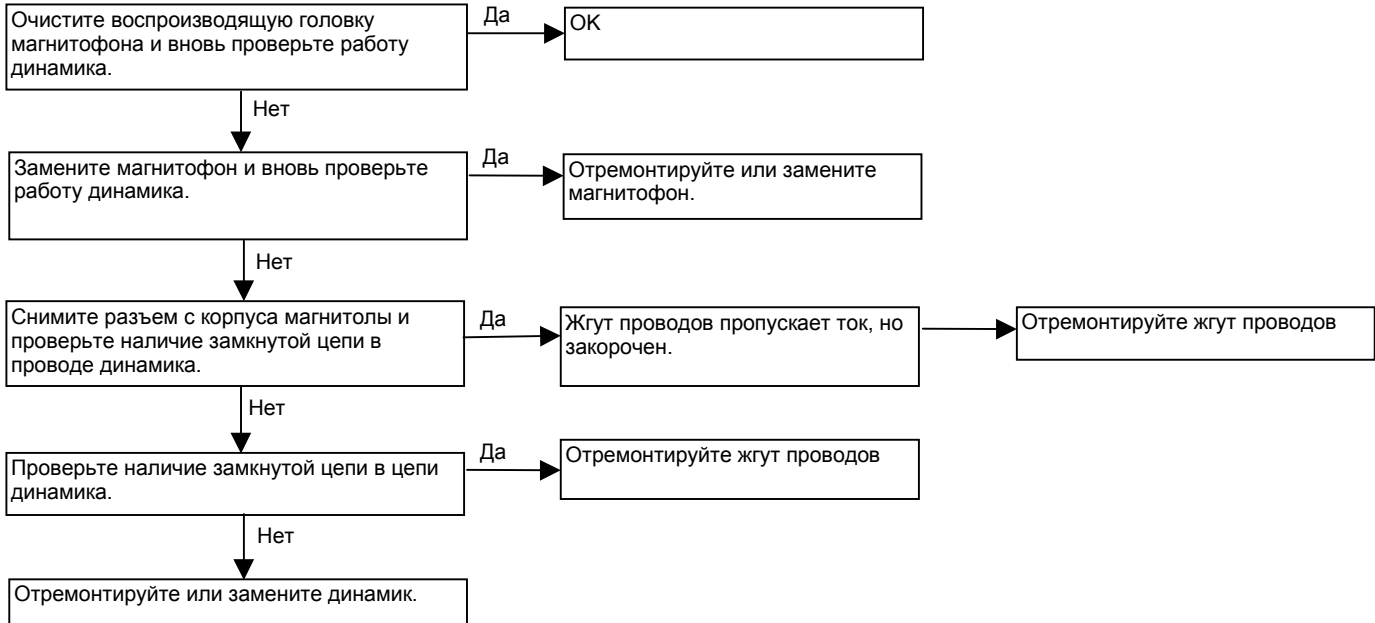 Очистите воспроизводящую головку
магнитофона и вновь проверьте работу
динамика.
Да
OK
Нет
Замените магнитофон и вновь проверьте
работу динамика.
Да
Отремонтируйте или замените
магнитофон.
Нет
Снимите разъем с корпуса магнитолы и
проверьте наличие замкнутой цепи в
проводе динамика.
Да
Жгут проводов пропускает ток, но
закорочен.
Отремонтируйте жгут проводов
Нет
Проверьте наличие замкнутой цепи в цепи
динамика.
Да
Отремонтируйте жгут проводов
Нет
Отремонтируйте или замените динамик.